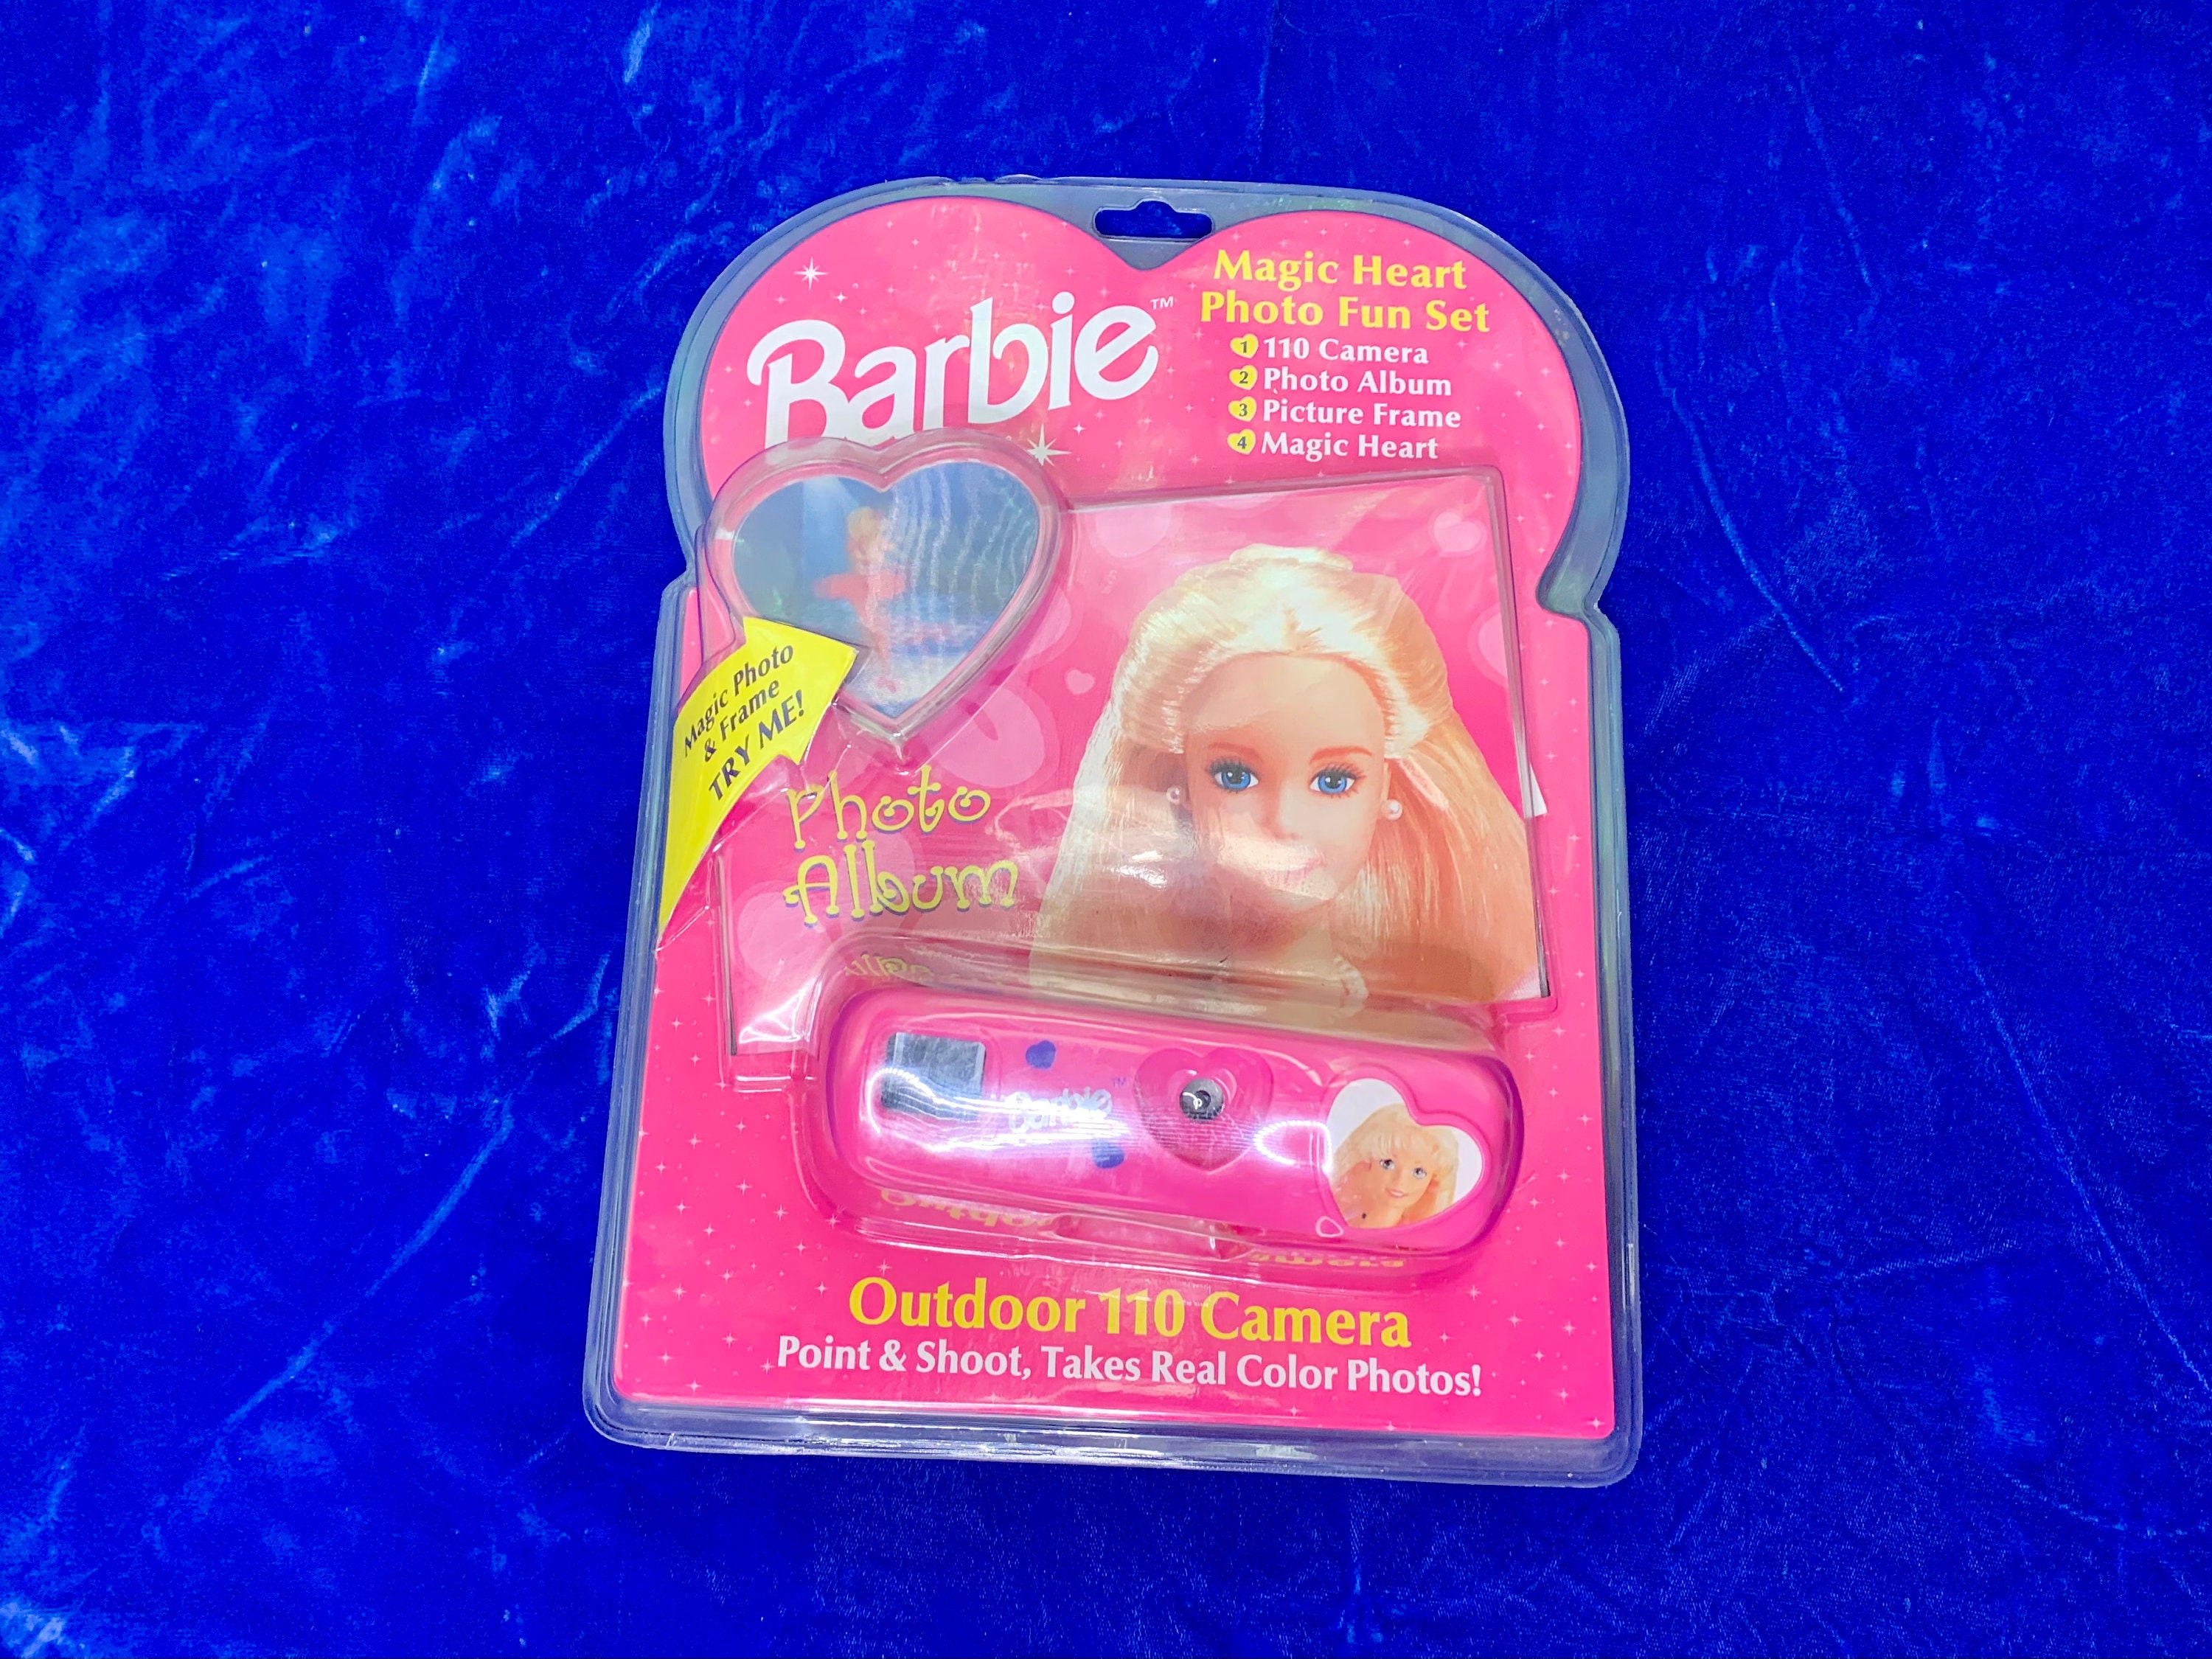 Barbie™
Magic Heart
Photo Fun Set
1 110 Camera
2 Photo Album
3 Picture Frame
4 Magic Heart
Magic Photo
& Frame
TRY ME!
Photo
Album
Barbie™
Outdoor 110 Camera
Point & Shoot, Takes Real Color Photos!